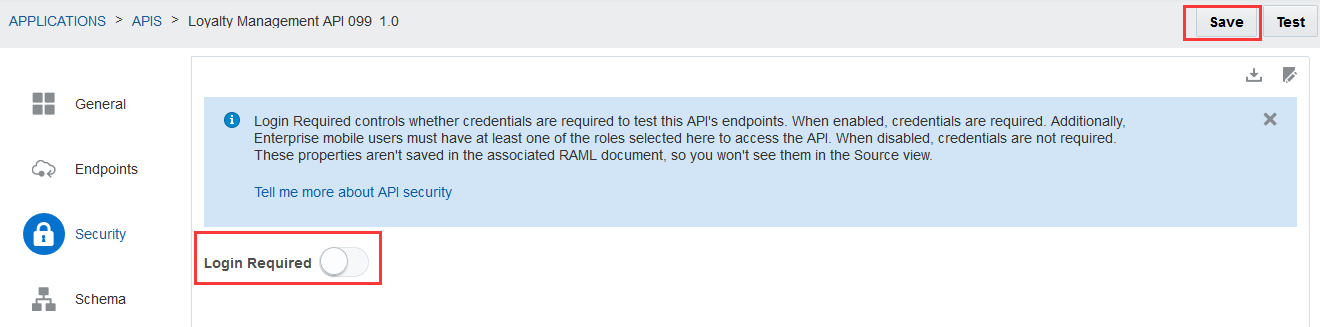 APPLICATIONS > APIS > Loyalty Management API 099 1.0
Save Test
General
Login Required controls whether credentials are required to test this API's endpoints. When enabled, credentials are required. Additionally,
Enterprise mobile users must have at least one of the roles selected here to access the API. When disabled, credentials are not required.
These properties aren't saved in the associated RAML document, so you won't see them in the Source view.
Tell me more about API security
Endpoints
Security
Login Required
Schema